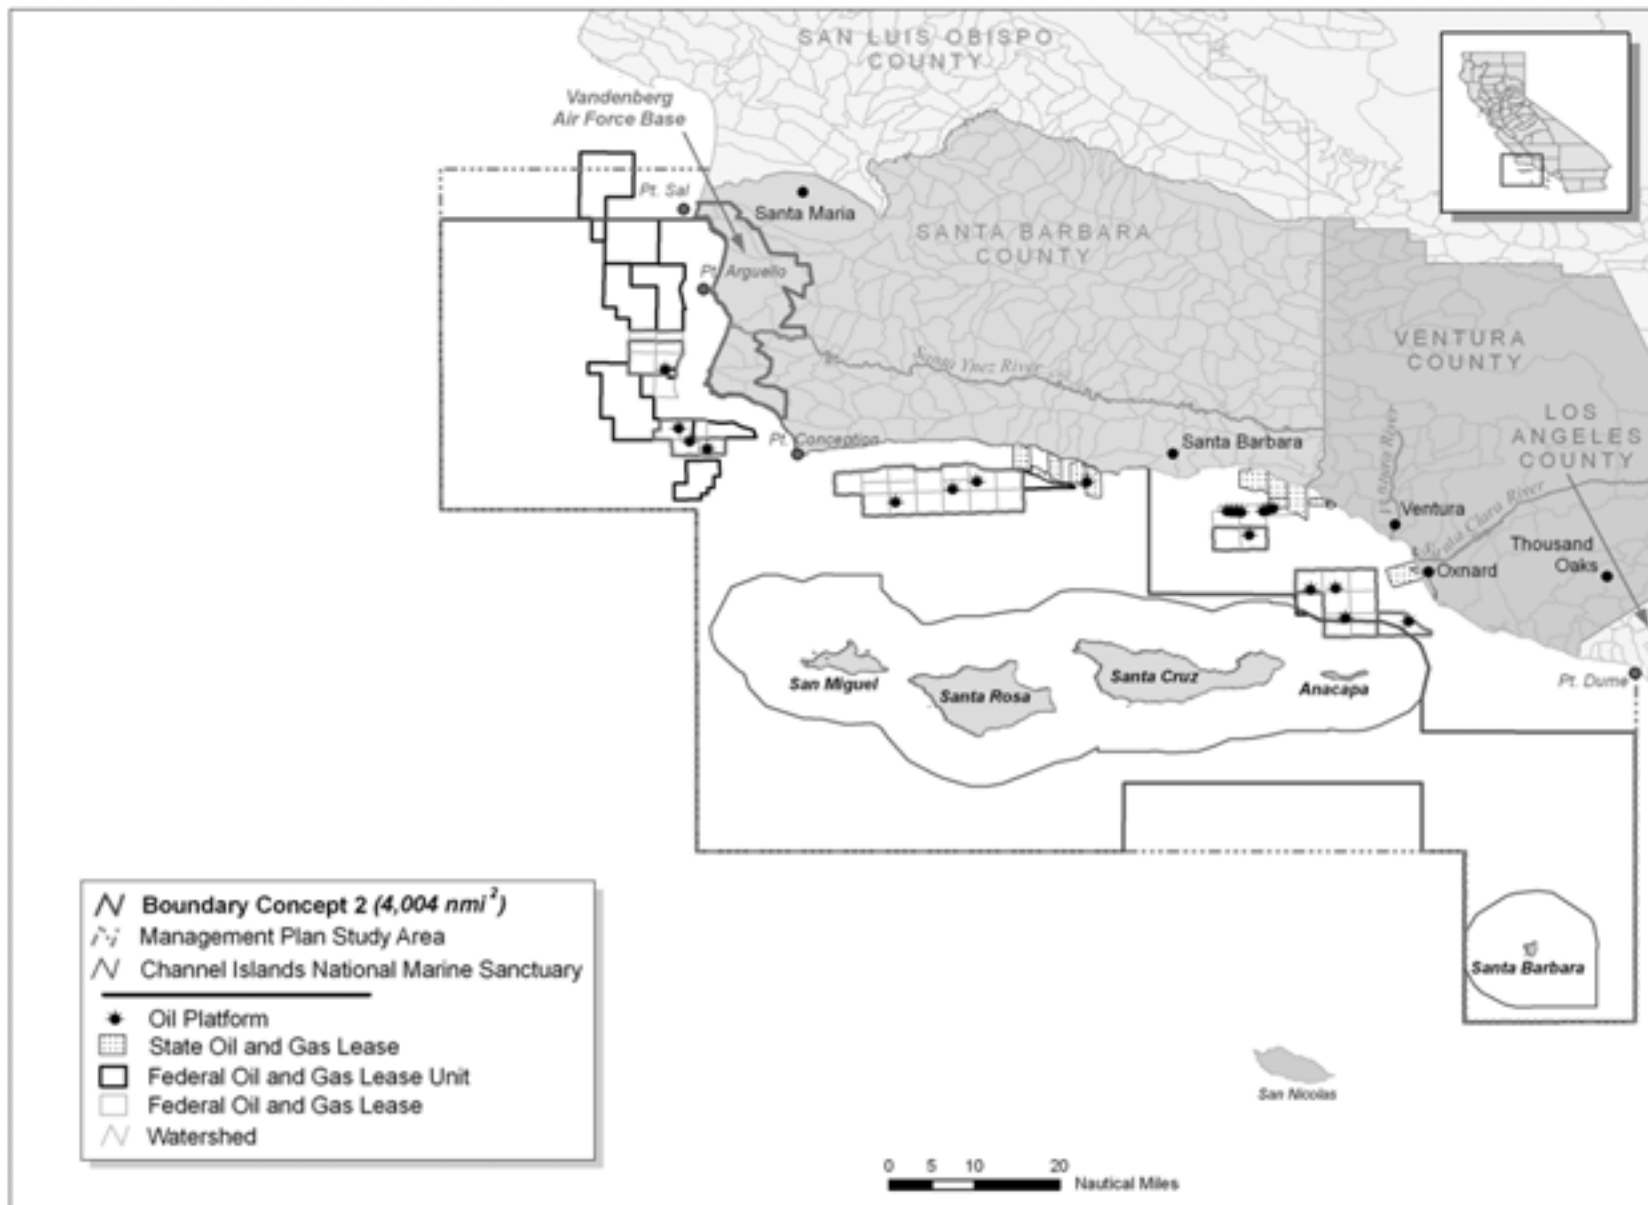 SAN LUIS OBISPO
COUNTY
Vandenberg
Air Force Base
Pt. Sal
Santa Maria
SANTA BARBARA
COUNTY
Pt. Arguello
VENTURA
COUNTY
Santa Ynez River
LOS
ANGELES
COUNTY
Pt. Conception
Santa Barbara
Ventura River
Ventura
Santa Clara River
Thousand
Oaks
Oxnard
San Miguel
Santa Rosa
Santa Cruz
Anacapa
Pt. Dume
Boundary Concept 2 (4,004 nmi²)
Management Plan Study Area
Channel Islands National Marine Sanctuary
Oil Platform
State Oil and Gas Lease
Federal Oil and Gas Lease Unit
Federal Oil and Gas Lease
Watershed
Santa Barbara
San Nicolas
0 5 10 20
Nautical Miles